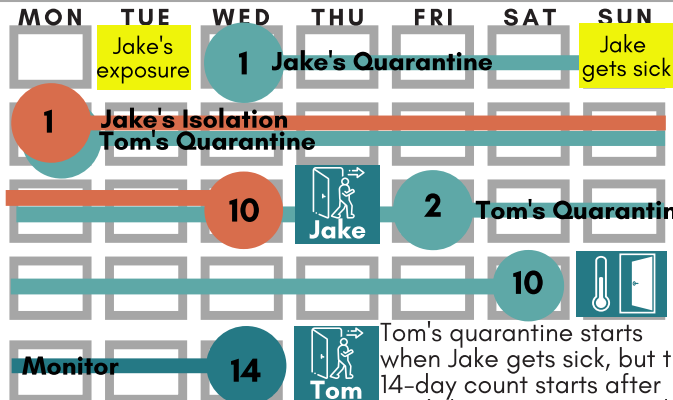 MON TUE WED THU FRI SAT SUN
Jake's
exposure
1
Jake's Quarantine
Jake
gets sick
1
Jake's Isolation
Tom's Quarantine
10
Jake
2
Tom's Quarantin
10
Monitor
14
Tom
Tom's quarantine starts
when Jake gets sick, but t
14-day count starts after